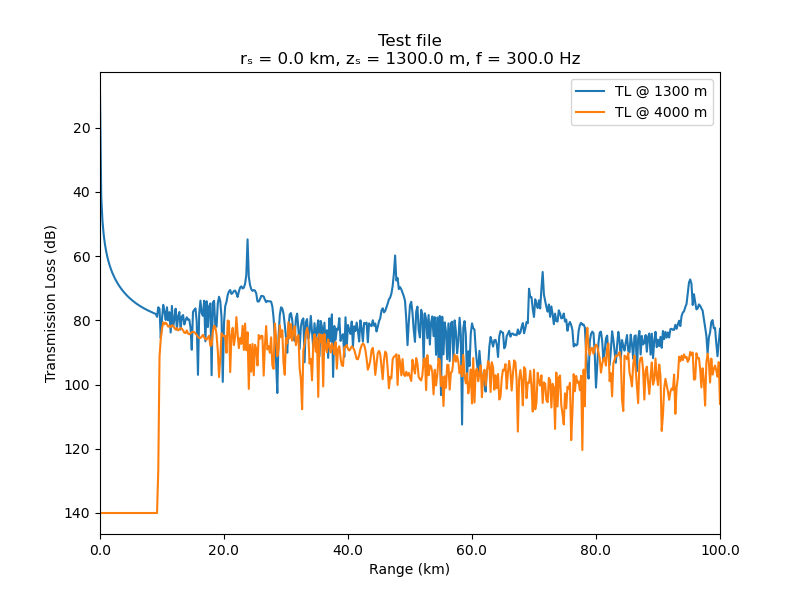 Test file
rₛ = 0.0 km, zₛ = 1300.0 m, f = 300.0 Hz
TL @ 1300 m
TL @ 4000 m
20
40
60
80
100
120
140
Transmission Loss (dB)
0.0 20.0 40.0 60.0 80.0 100.0
Range (km)